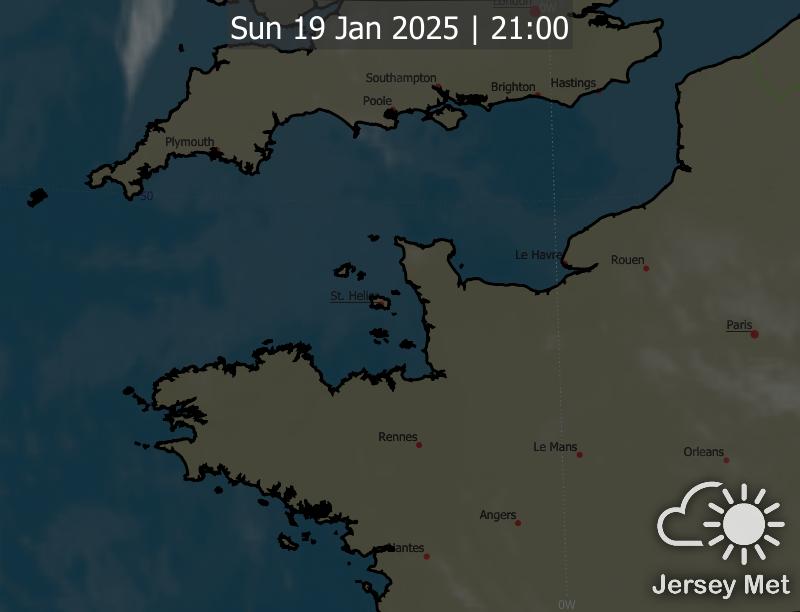 London
0W
Sun 19 Jan 2025 | 21:00
Southampton
Brighton
Hastings
Poole
Plymouth
50
Le Havre
Rouen
St. Helier
Paris
Rennes
Le Mans
Orleans
Angers
Nantes
Jersey Met
0W